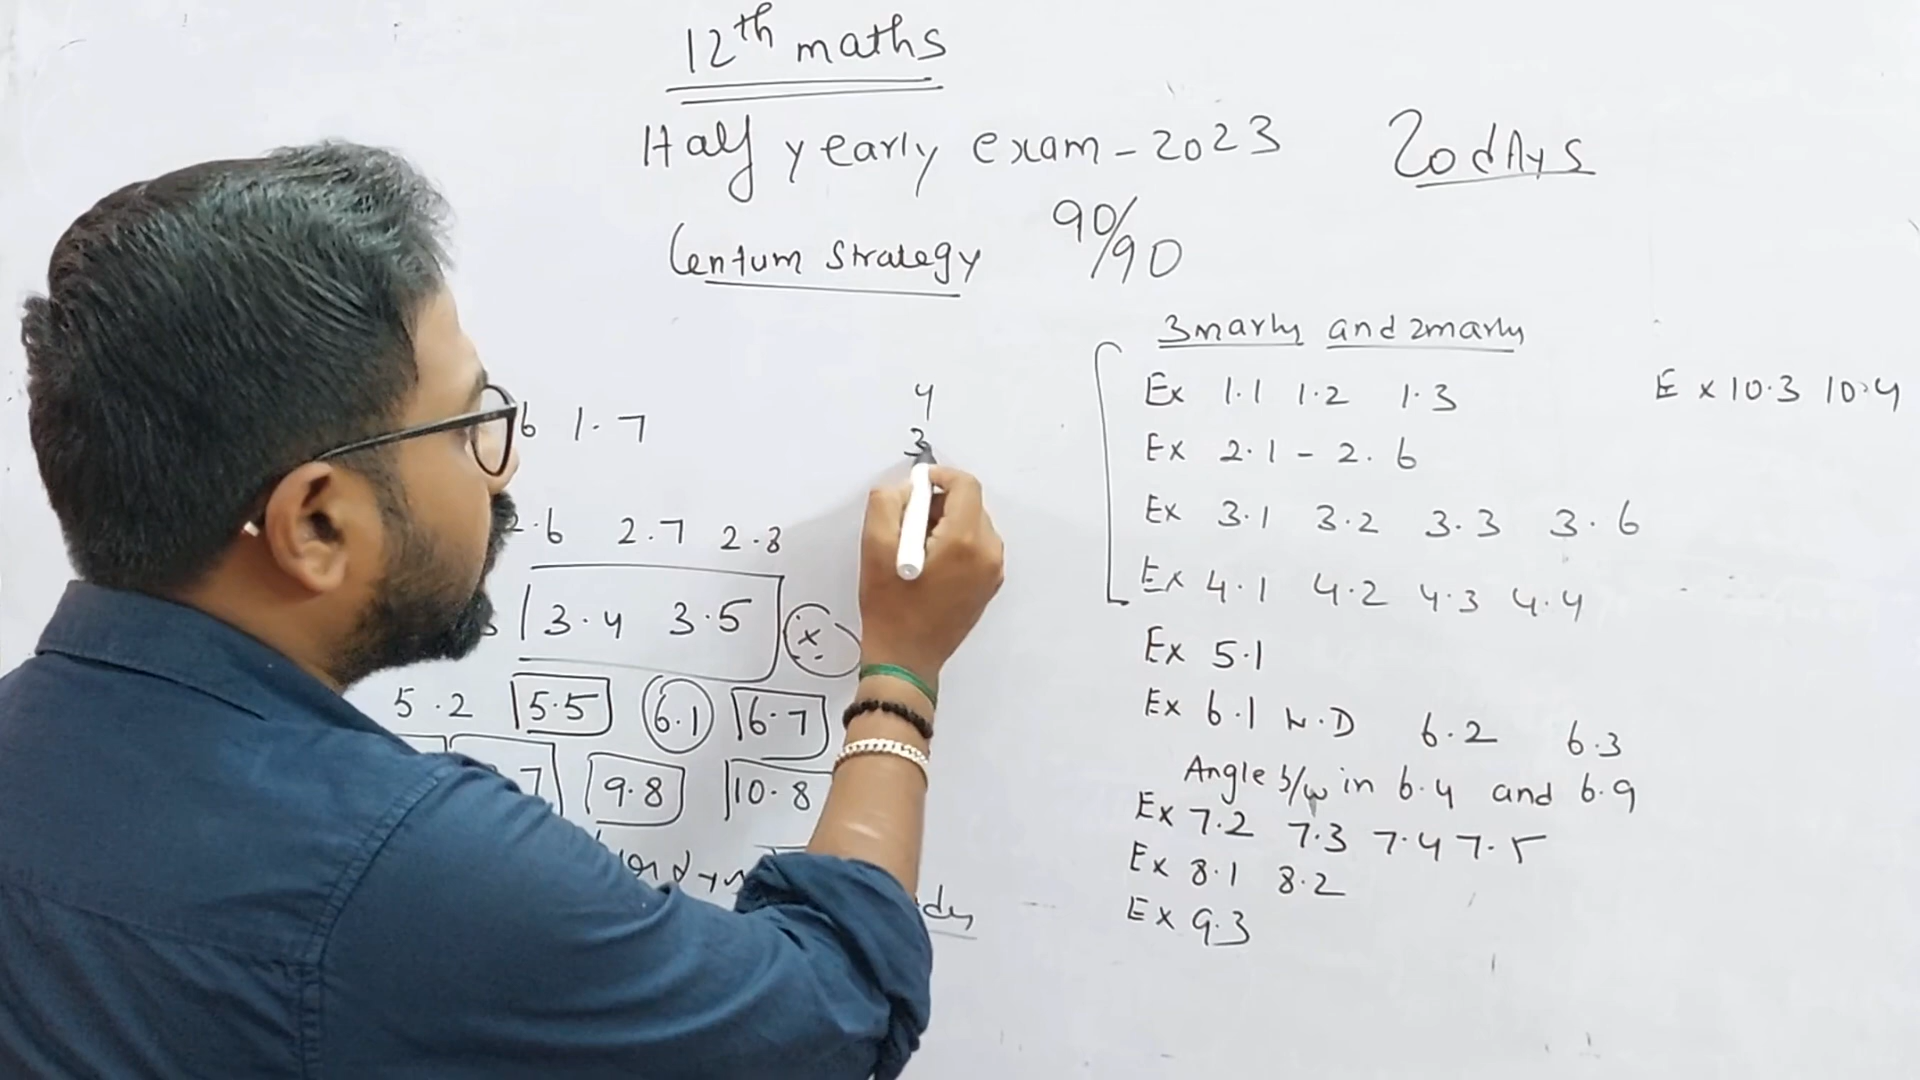 12th maths
Half yearly exam-2023 20 dAys
Centum Strategy 90/90
3marks and 2marks
Ex 1.1 1.2 1.3 Ex 10.3 10.4
Ex 2.1 - 2.6
Ex 3.1 3.2 3.3 3.6
Ex 4.1 4.2 4.3 4.4
Ex 5.1
Ex 6.1 W.D 6.2 6.3
Angle b/w in 6.4 and 6.9
Ex 7.2 7.3 7.4 7.5
Ex 8.1 8.2
Ex 9.3
4
3
6 1.7
2.6 2.7 2.8
3.4 3.5 x
5.2 5.5 6.1 6.7
7 9.8 10.8